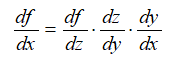 df/dx = df/dz · dz/dy · dy/dx